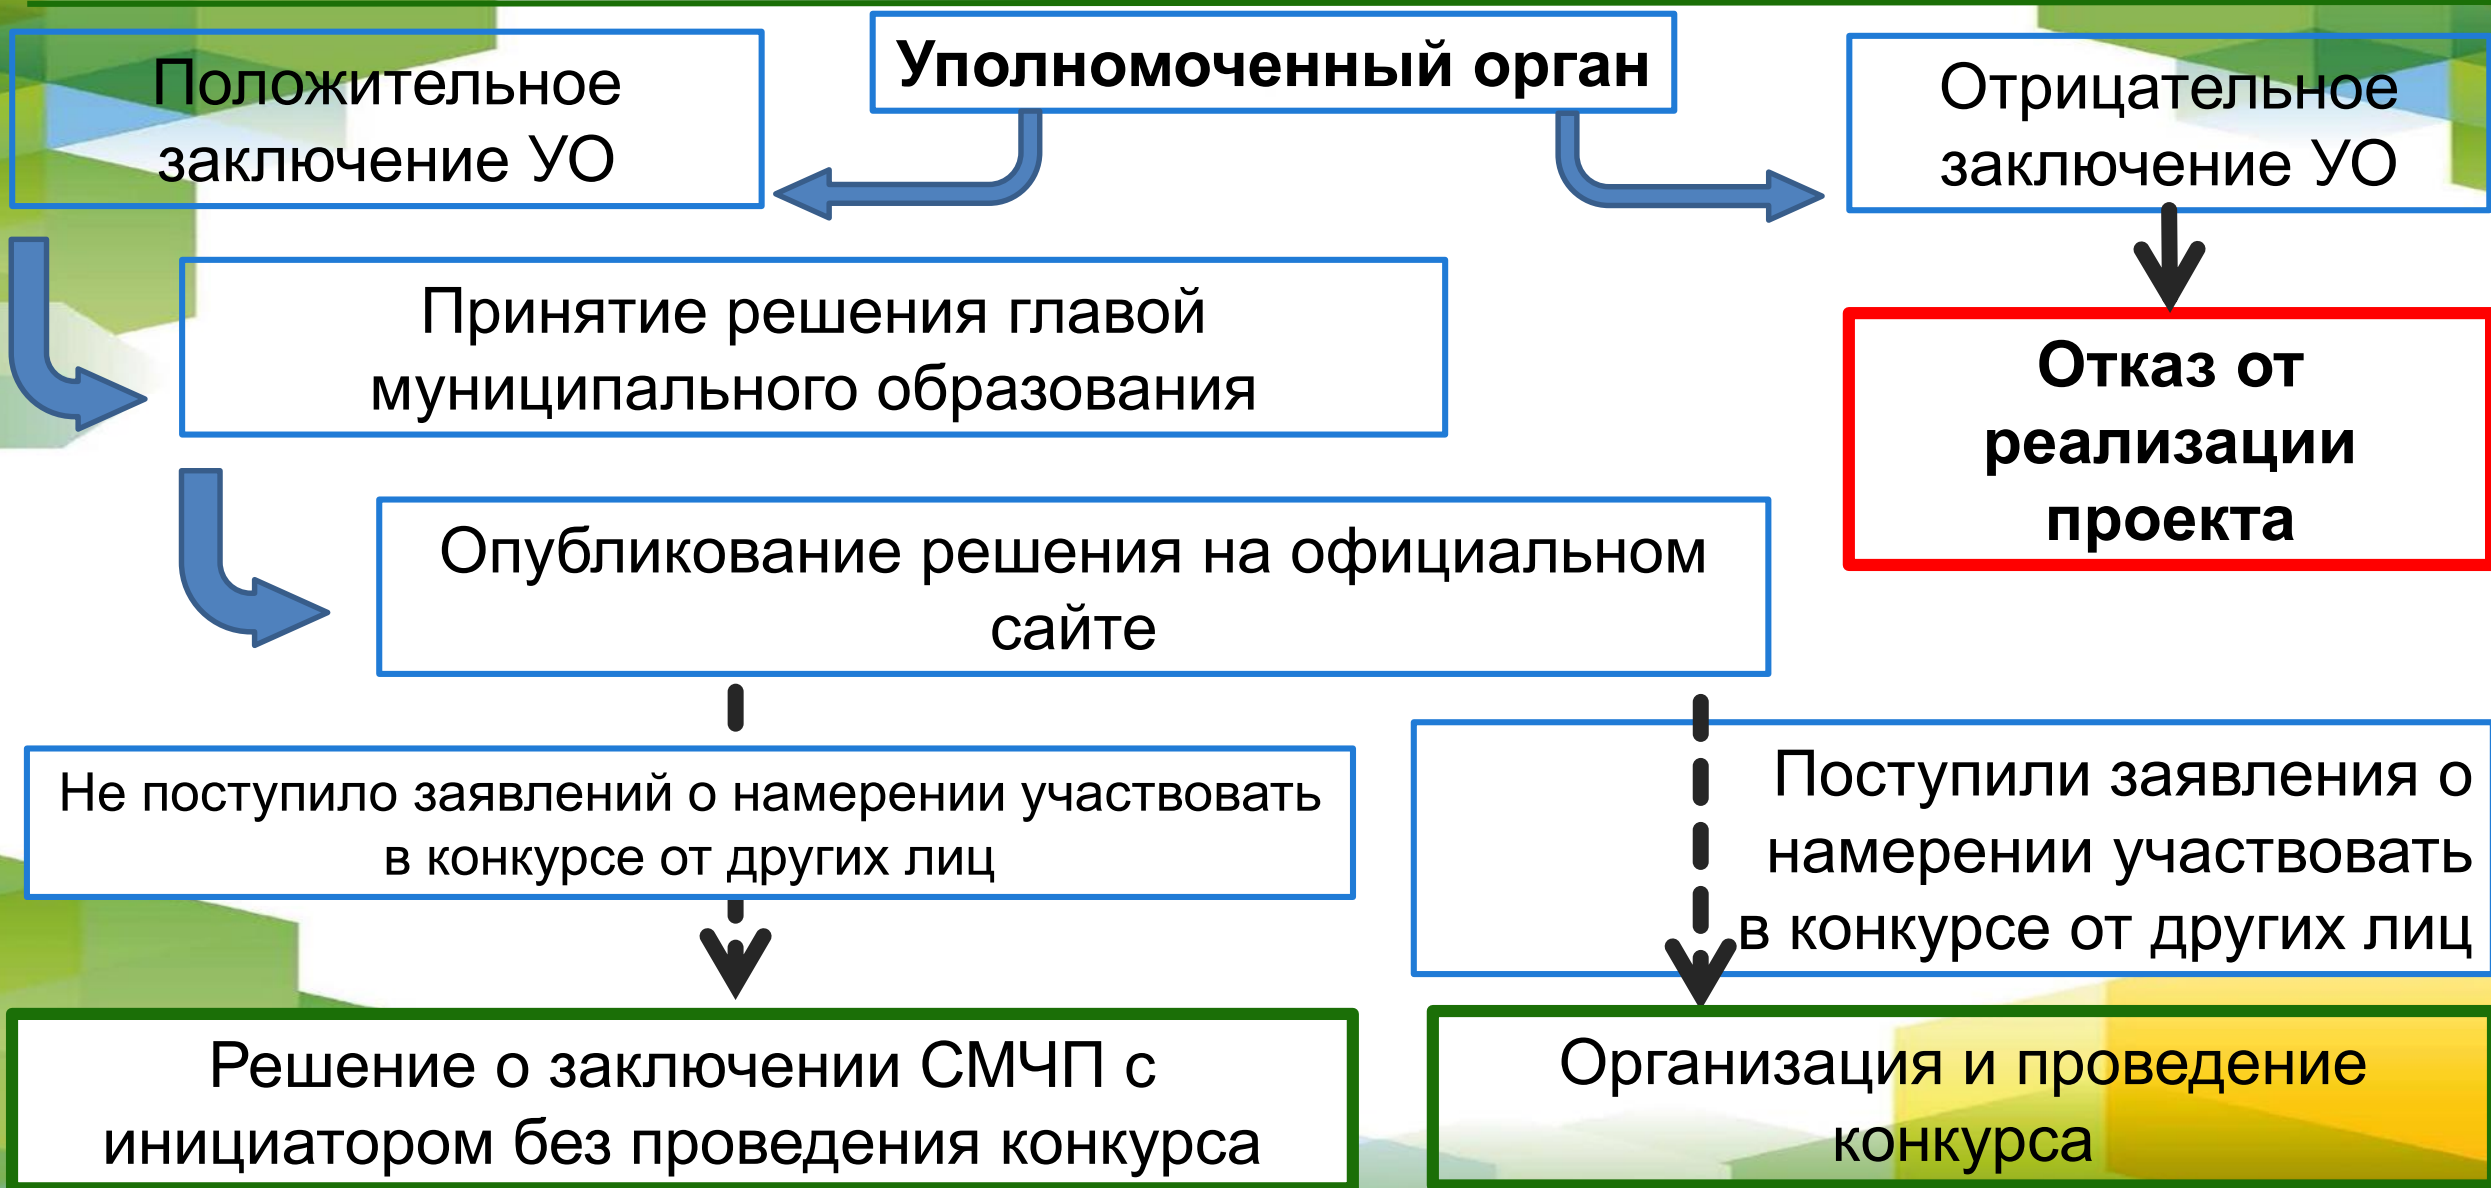 Уполномоченный орган
Положительное
заключение УО
Отрицательное
заключение УО
Принятие решения главой
муниципального образования
Отказ от
реализации
проекта
Опубликование решения на официальном
сайте
Не поступило заявлений о намерении участвовать
в конкурсе от других лиц
Поступили заявления о
намерении участвовать
в конкурсе от других лиц
Решение о заключении СМЧП с
инициатором без проведения конкурса
Организация и проведение
конкурса